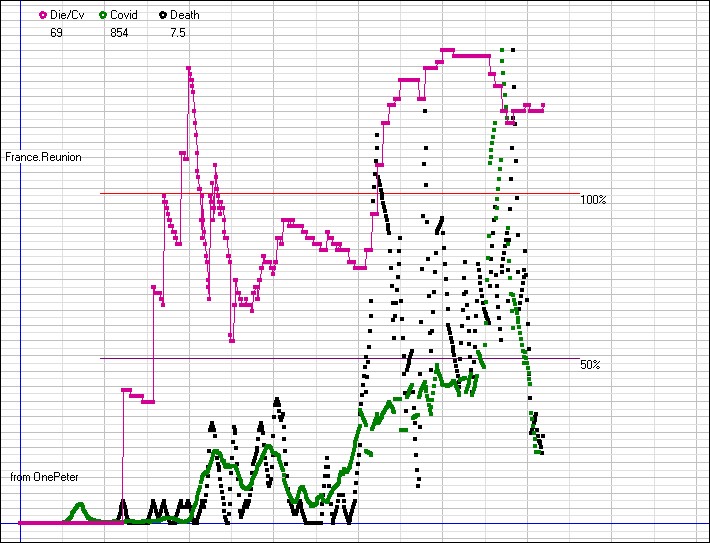 Die/Cv Covid Death
69 854 7.5
France.Reunion
100%
50%
from OnePeter